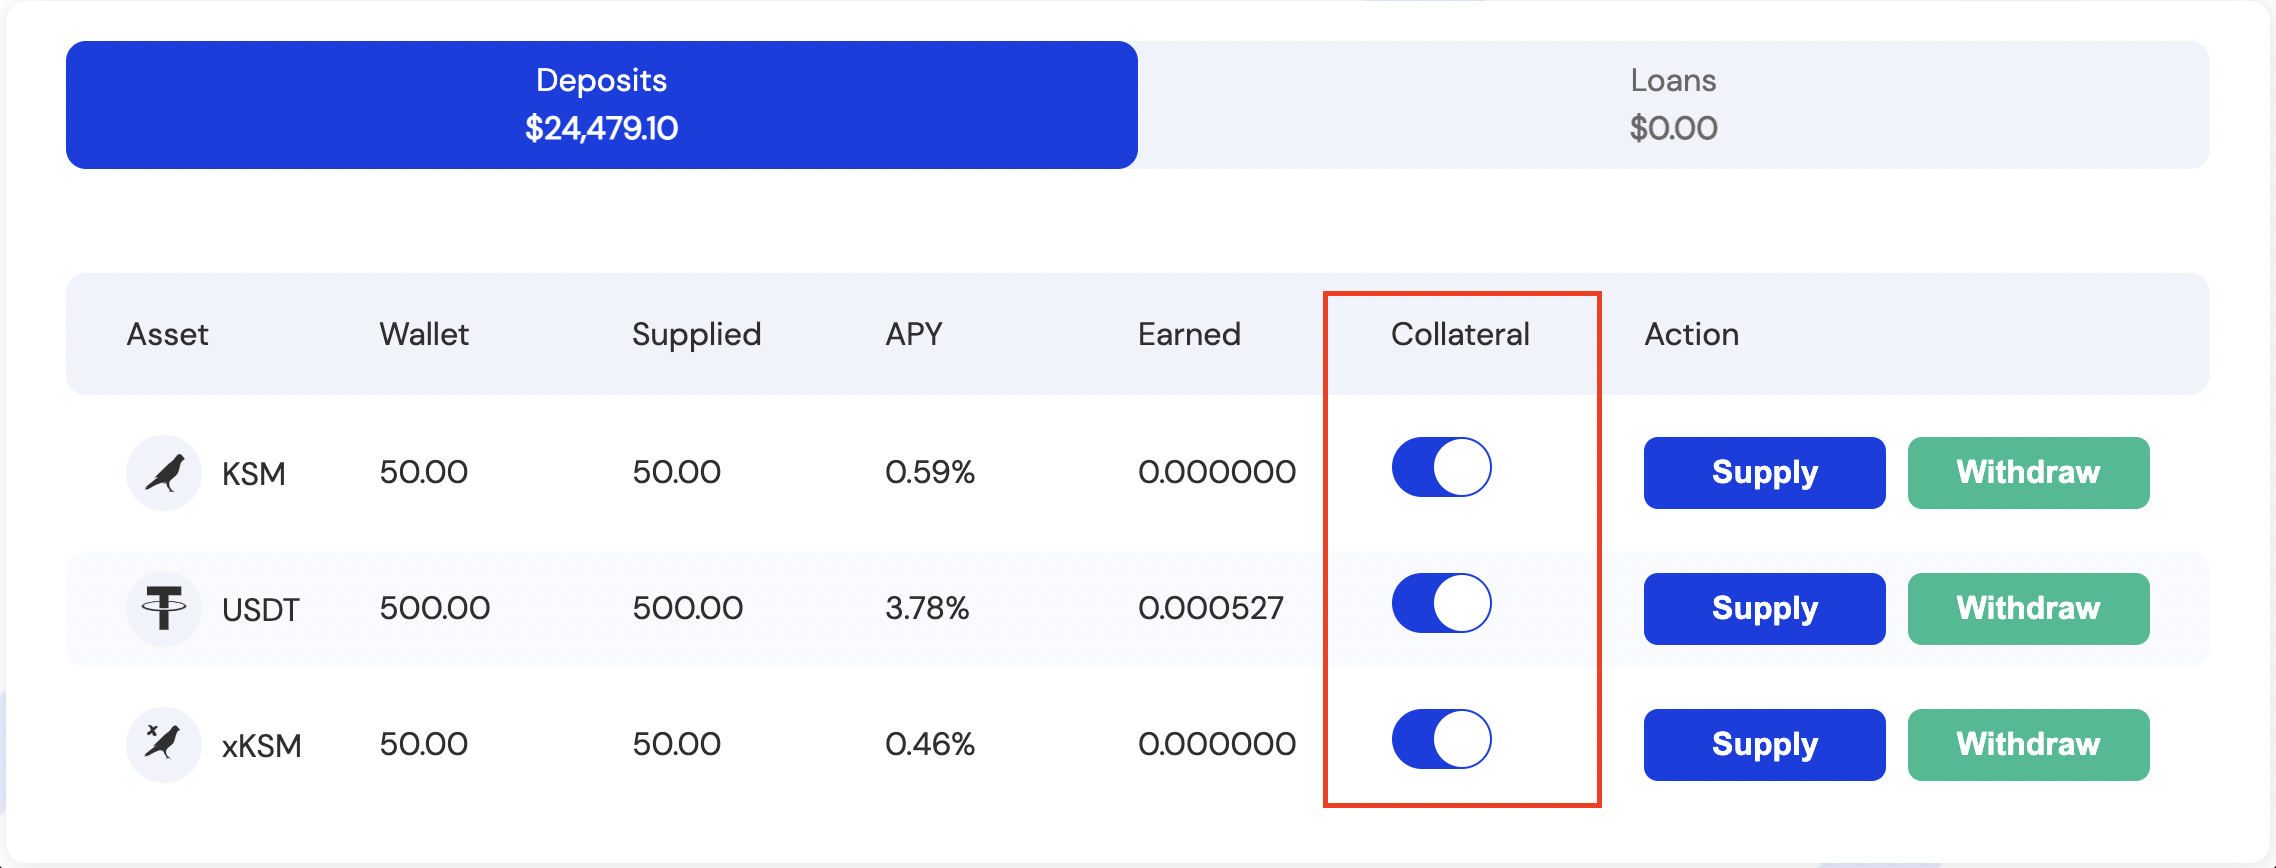 Deposits
$24,479.10
Loans
$0.00
Asset Wallet Supplied APY Earned Collateral Action
KSM 50.00 50.00 0.59% 0.000000 Supply Withdraw
USDT 500.00 500.00 3.78% 0.000527 Supply Withdraw
xKSM 50.00 50.00 0.46% 0.000000 Supply Withdraw